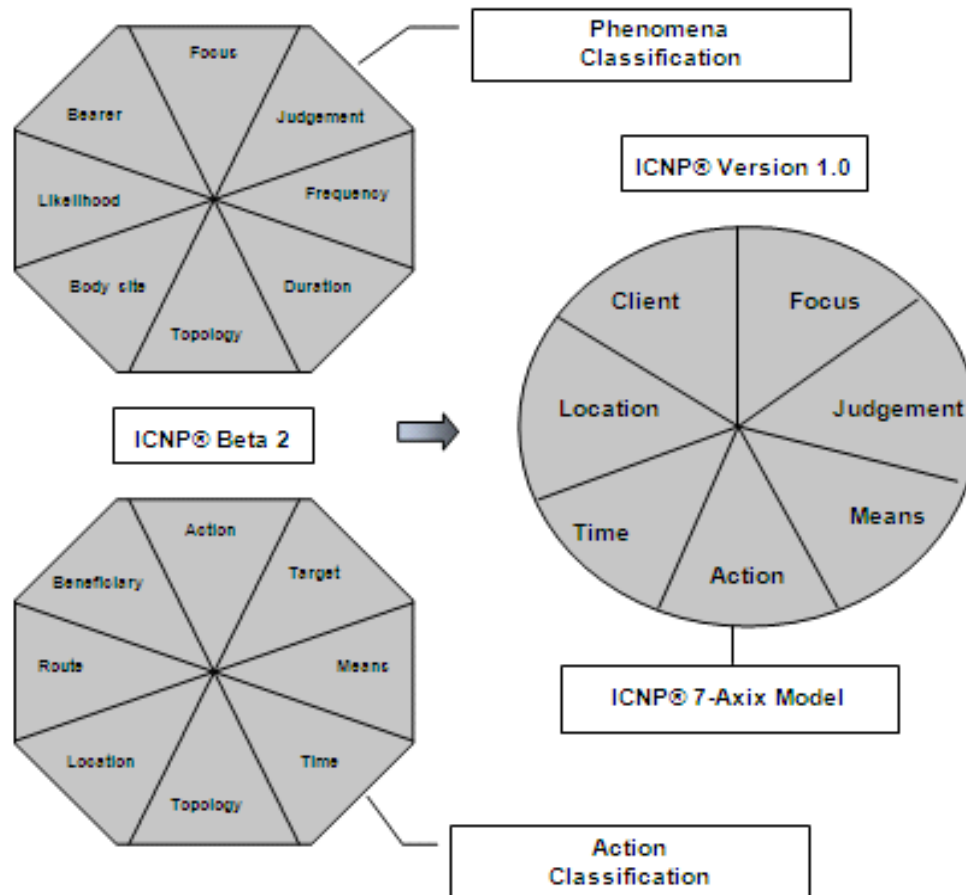 Phenomena
Classification
Focus
Bearer
Judgement
Likelihood
Frequency
Body site
Duration
Topology
ICNP® Beta 2
Action
Beneficiary
Target
Route
Means
Location
Time
Topology
Action
Classification
ICNP® Version 1.0
Client
Focus
Location
Judgement
Time
Means
Action
ICNP® 7-Axix Model